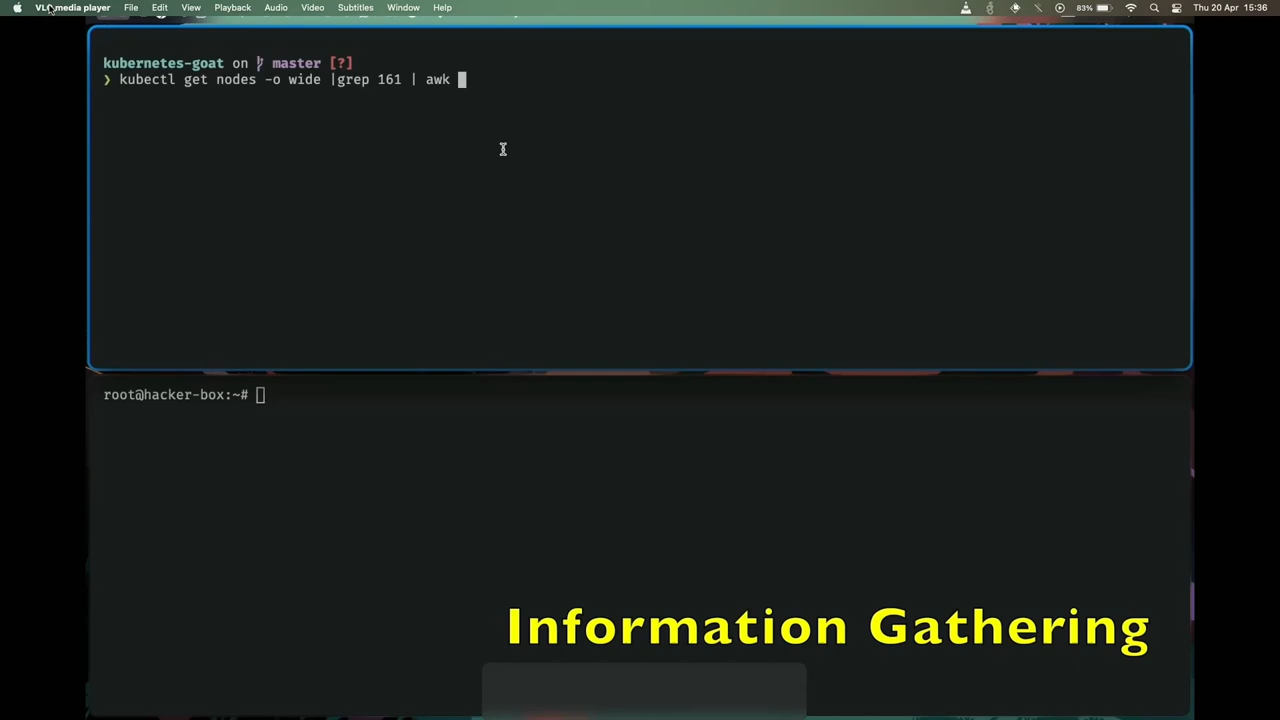 VLC media player File Edit View Playback Audio Video Subtitles Window Help 83% Thu 20 Apr 15:36
kubernetes-goat on master [?]
❯ kubectl get nodes -o wide |grep 161 | awk
root@hacker-box:~#
Information Gathering